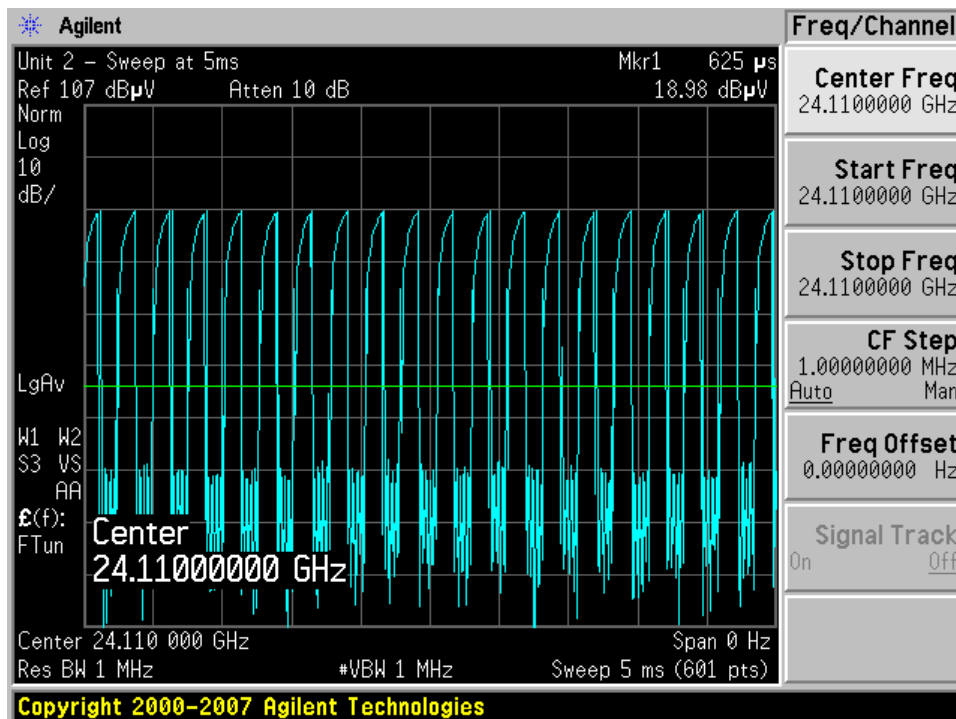 Agilent
Freq/Channel
Unit 2 – Sweep at 5ms
Mkr1 625 µs
Ref 107 dBµV Atten 10 dB
18.98 dBµV
Norm
Log
10
dB/
LgAv
W1 W2
S3 VS
AA
£(f):
FTun
Center
24.11000000 GHz
Center 24.110 000 GHz
Span 0 Hz
Res BW 1 MHz
#VBW 1 MHz
Sweep 5 ms (601 pts)
Center Freq
24.1100000 GHz
Start Freq
24.1100000 GHz
Stop Freq
24.1100000 GHz
CF Step
1.00000000 MHz
Auto Man
Freq Offset
0.00000000 Hz
Signal Track
On Off
Copyright 2000–2007 Agilent Technologies